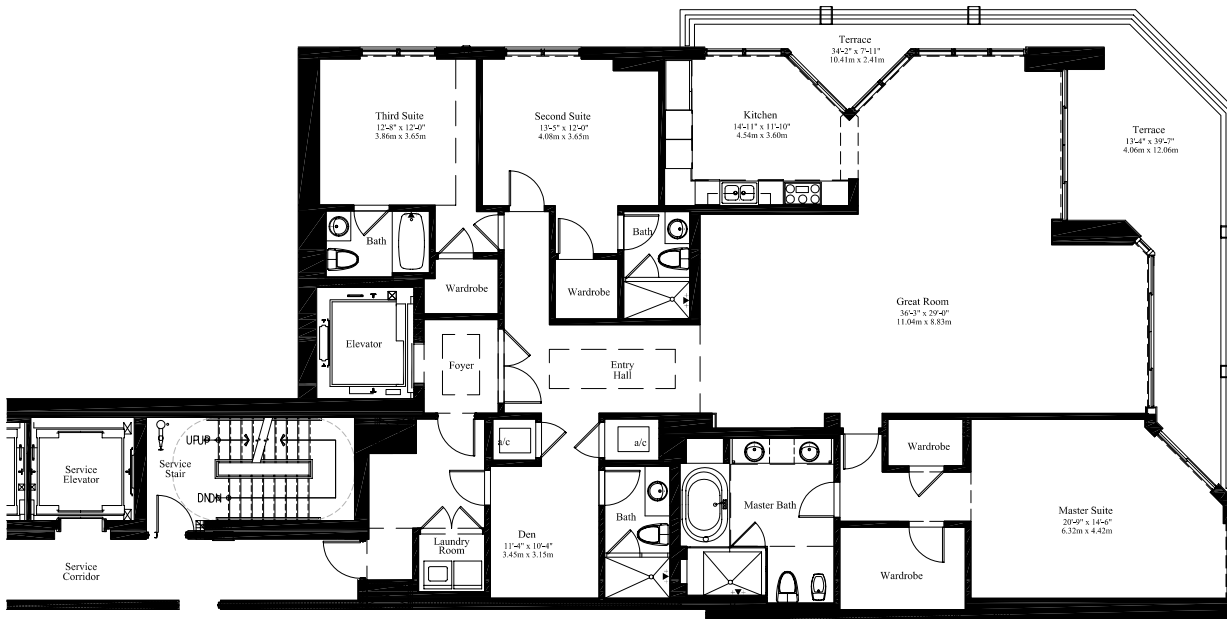 Terrace
34'-2" x 7'-11"
10.41m x 2.41m
Third Suite
12'-8" x 12'-0"
3.86m x 3.65m
Second Suite
13'-5" x 12'-0"
4.08m x 3.65m
Kitchen
14'-11" x 11'-10"
4.54m x 3.60m
Terrace
13'-4" x 39'-7"
4.06m x 12.06m
Bath
Bath
Wardrobe
Wardrobe
Great Room
36'-3" x 29'-0"
11.04m x 8.83m
Elevator
Foyer
Entry
Hall
a/c
a/c
UPUP
Service
Elevator
Service
Stair
DNDN
Wardrobe
Master Bath
Bath
Master Suite
20'-9" x 14'-6"
6.32m x 4.42m
Den
11'-4" x 10'-4"
3.45m x 3.15m
Laundry
Room
Service
Corridor
Wardrobe